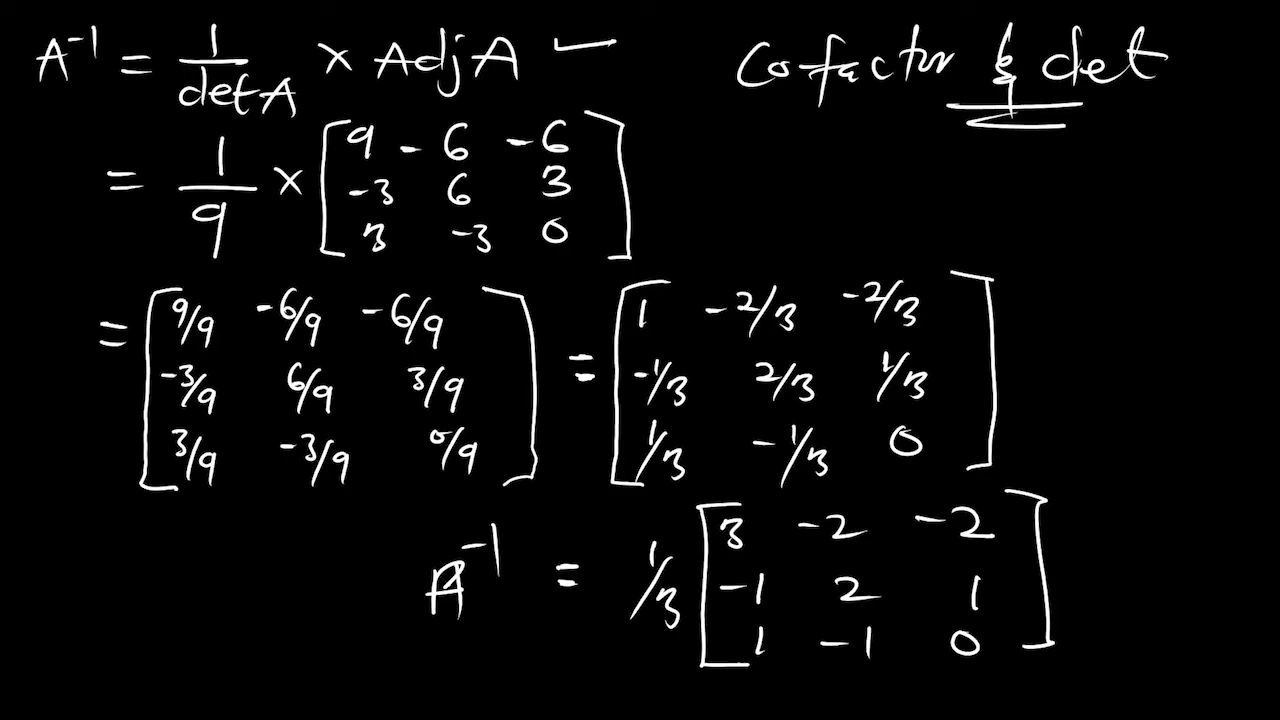 A⁻¹ = 1/detA × AdjA ✓ Cofactor & det
= 1/9 × [9 -6 -6
-3 6 3
3 -3 0]
= [9/9 -6/9 -6/9 = [1 -2/3 -2/3
-3/9 6/9 3/9 -1/3 2/3 1/3
3/9 -3/9 0/9] 1/3 -1/3 0]
A⁻¹ = 1/3 [3 -2 -2
-1 2 1
1 -1 0]